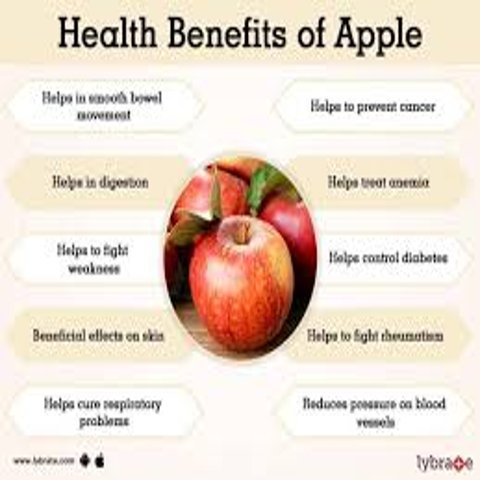 Health Benefits of Apple
Helps in smooth bowel
movement
Helps to prevent cancer
Helps in digestion
Helps treat anemia
Helps to fight
weakness
Helps control diabetes
Beneficial effects on skin
Helps to fight rheumatism
Helps cure respiratory
problems
Reduces pressure on blood
vessels
www.lybrate.com
lybrate